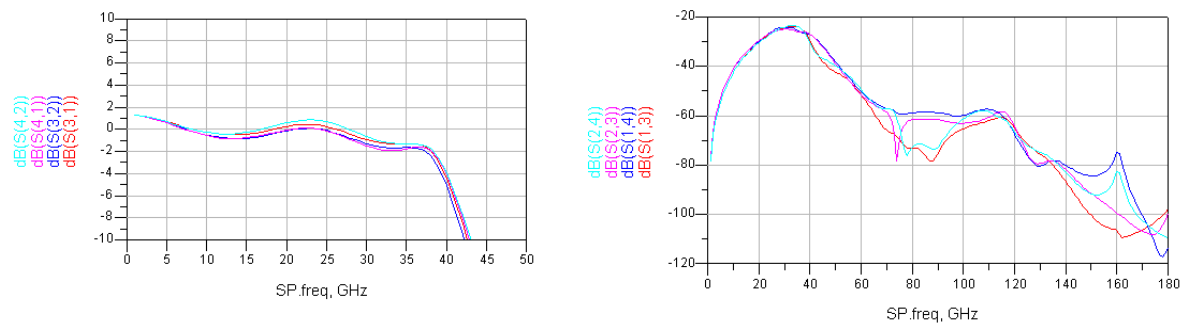 10
8
6
4
2
0
-2
-4
-6
-8
-10
0 5 10 15 20 25 30 35 40 45 50
SP.freq, GHz
dB(S(4,2))
dB(S(4,1))
dB(S(3,2))
dB(S(3,1))
-20
-40
-60
-80
-100
-120
0 20 40 60 80 100 120 140 160 180
SP.freq, GHz
dB(S(2,4))
dB(S(2,3))
dB(S(1,4))
dB(S(1,3))